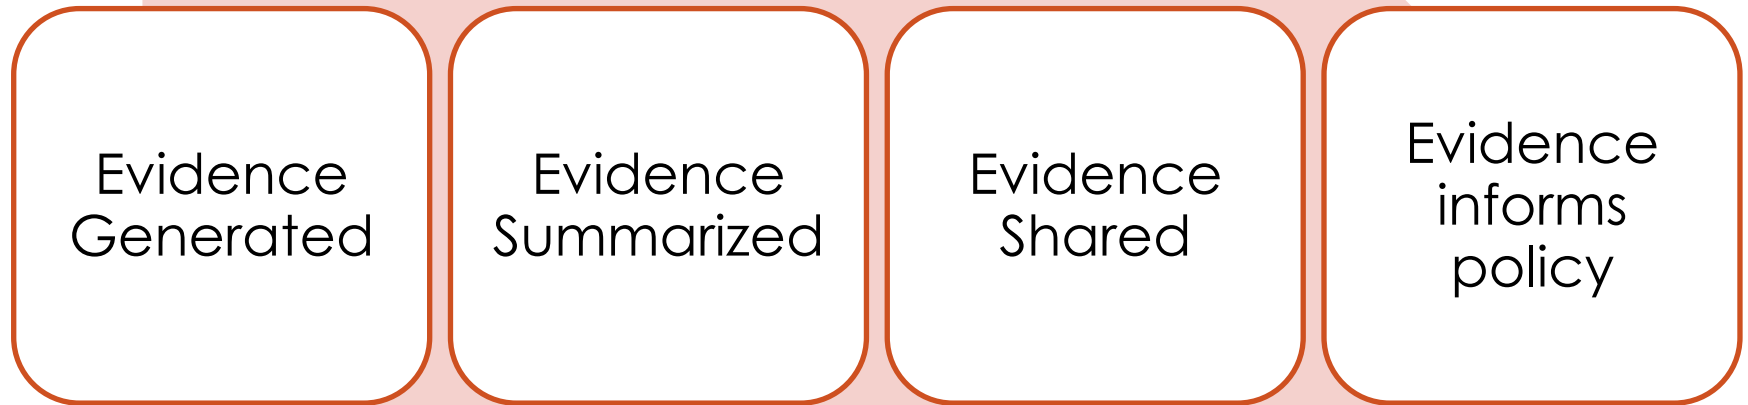 Evidence
Generated
Evidence
Summarized
Evidence
Shared
Evidence
informs
policy